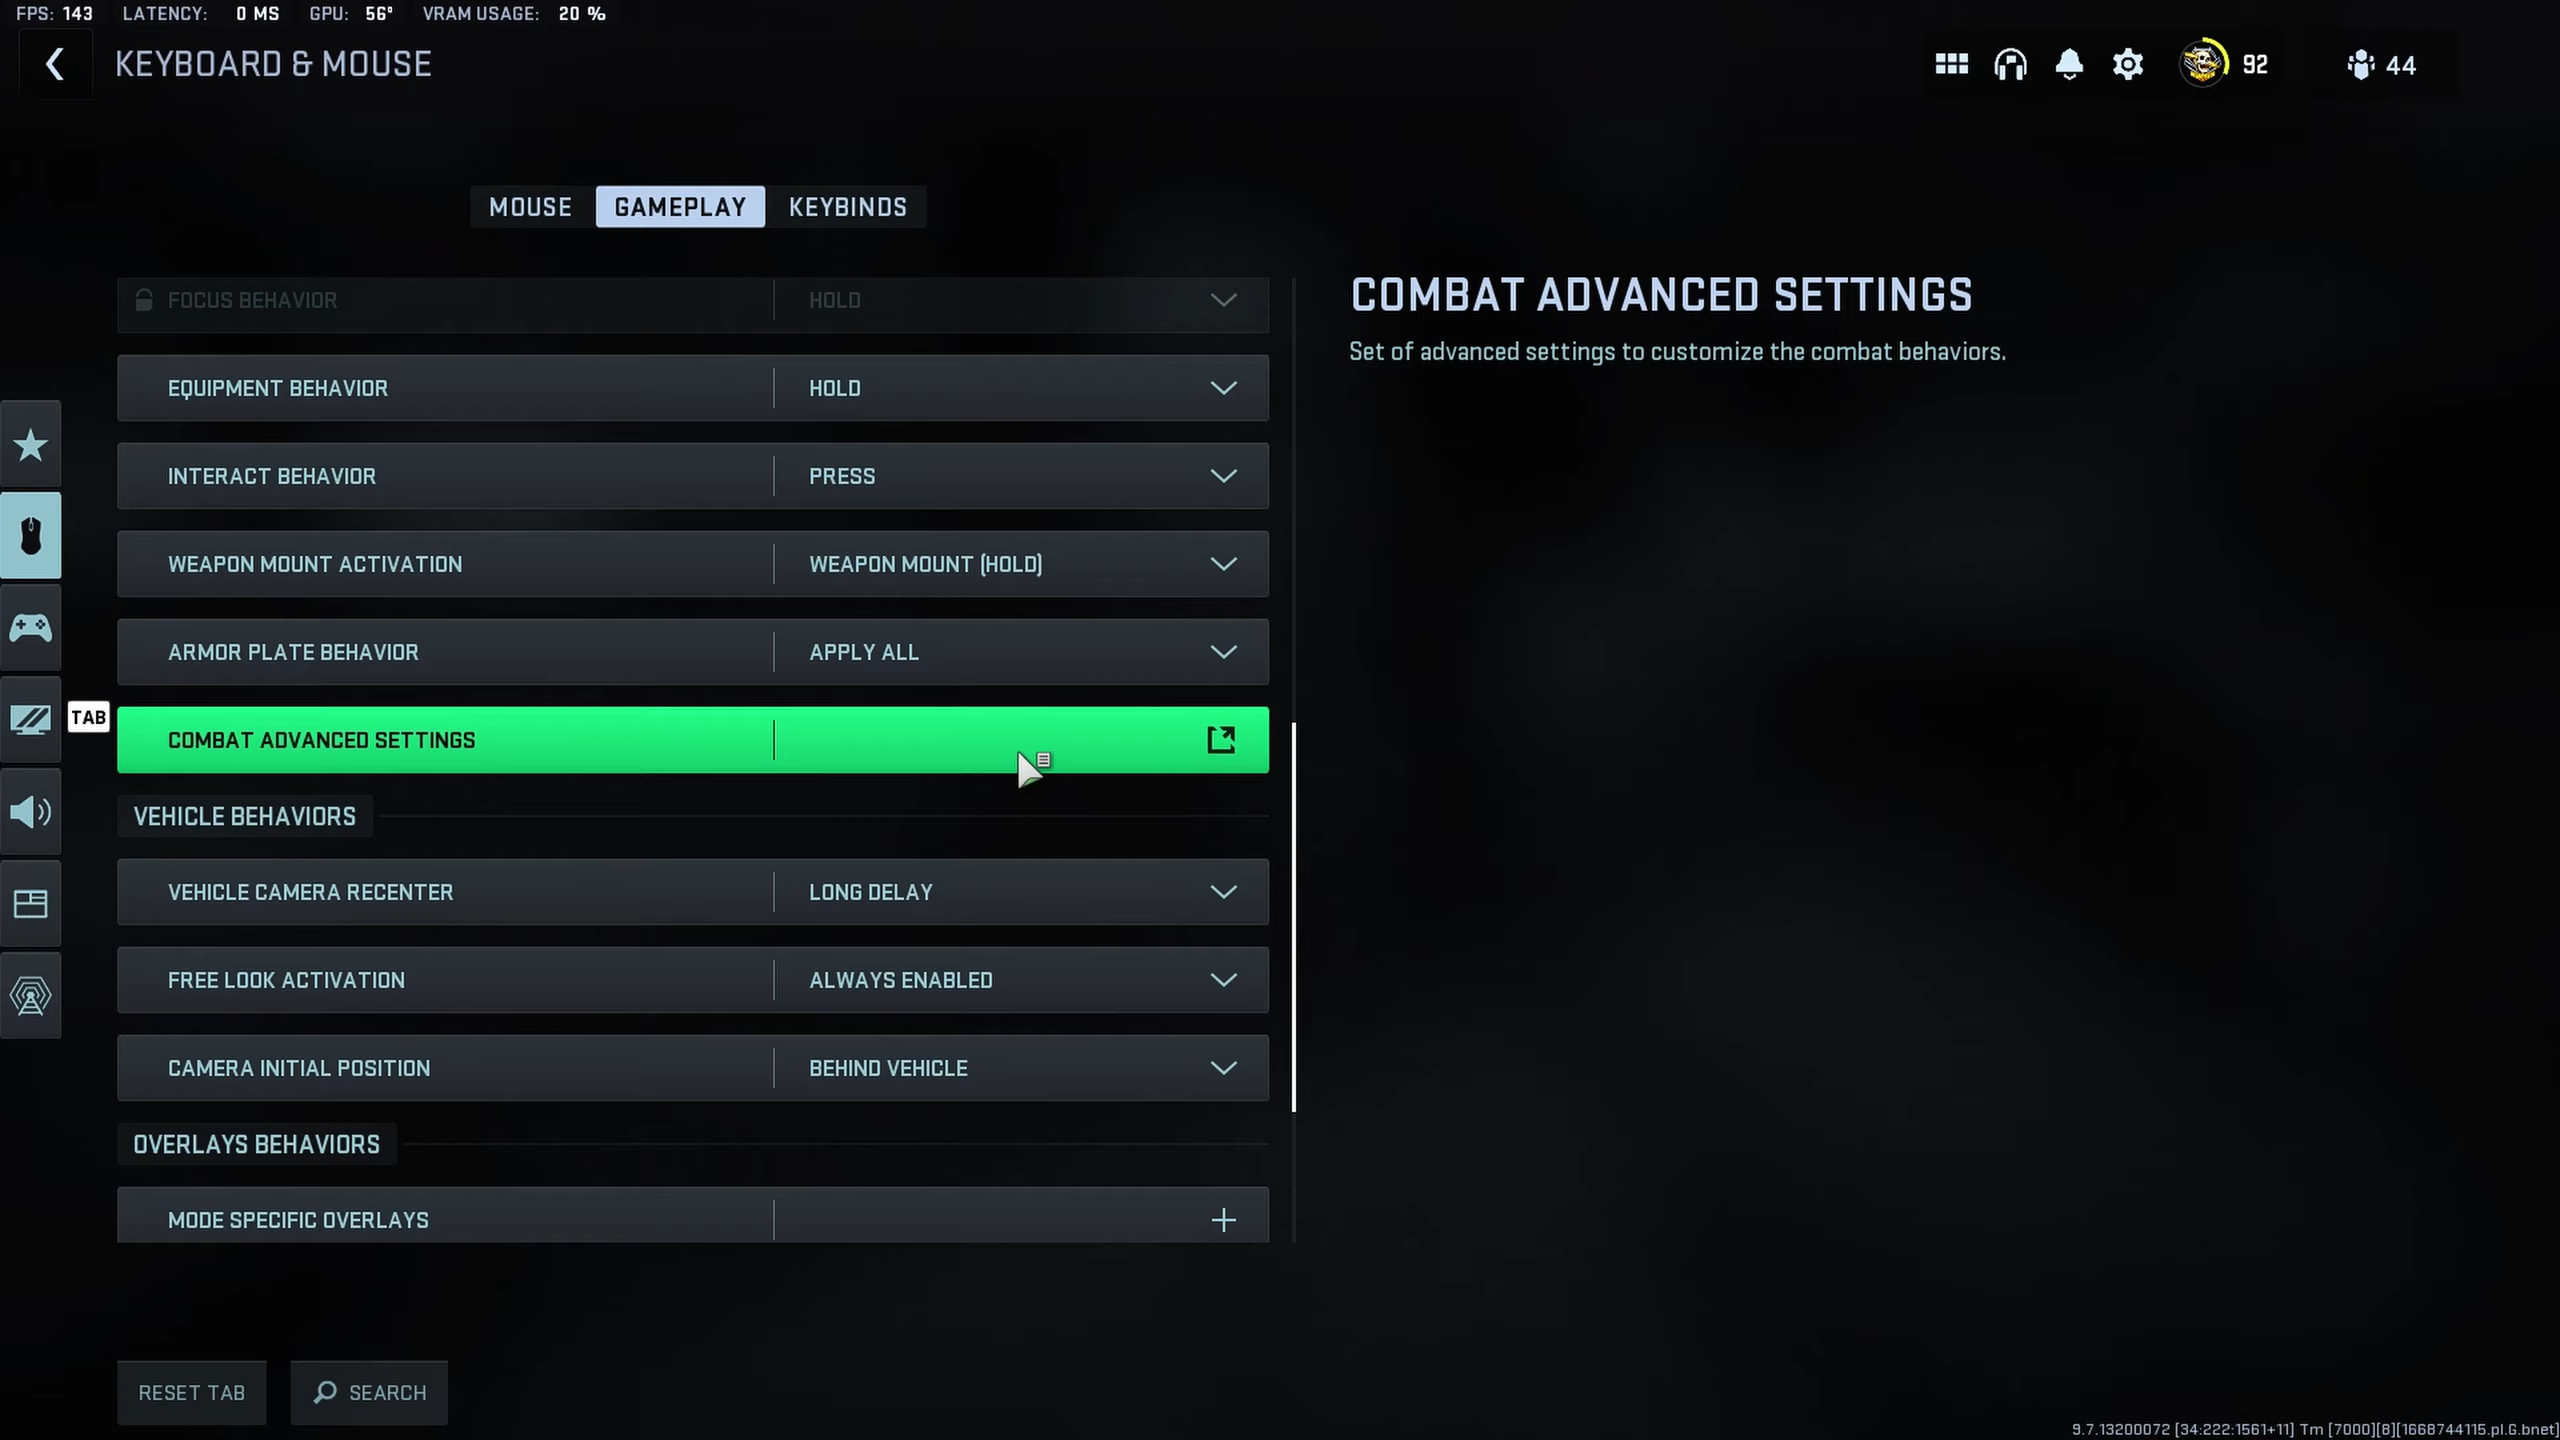 FPS: 143 LATENCY: 0 MS GPU: 56° VRAM USAGE: 20 %
KEYBOARD & MOUSE
92
44
MOUSE GAMEPLAY KEYBINDS
FOCUS BEHAVIOR HOLD
EQUIPMENT BEHAVIOR HOLD
INTERACT BEHAVIOR PRESS
WEAPON MOUNT ACTIVATION WEAPON MOUNT (HOLD)
ARMOR PLATE BEHAVIOR APPLY ALL
TAB
COMBAT ADVANCED SETTINGS
VEHICLE BEHAVIORS
VEHICLE CAMERA RECENTER LONG DELAY
FREE LOOK ACTIVATION ALWAYS ENABLED
CAMERA INITIAL POSITION BEHIND VEHICLE
OVERLAYS BEHAVIORS
MODE SPECIFIC OVERLAYS
COMBAT ADVANCED SETTINGS
Set of advanced settings to customize the combat behaviors.
RESET TAB SEARCH
9.7.13200072 [34:222:1561+11] Tm [7000][8][1668744115.pl.G.bnet]